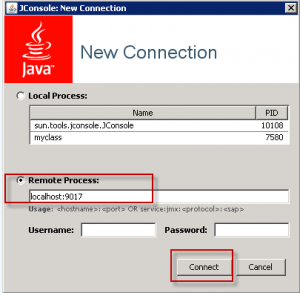 JConsole: New Connection
Java
New Connection
Local Process:
Name PID
sun.tools.jconsole.JConsole 10108
myclass 7580
Remote Process:
localhost:9017
Usage: <hostname>:<port> OR service:jmx:<protocol>:<sap>
Username: Password:
Connect Cancel